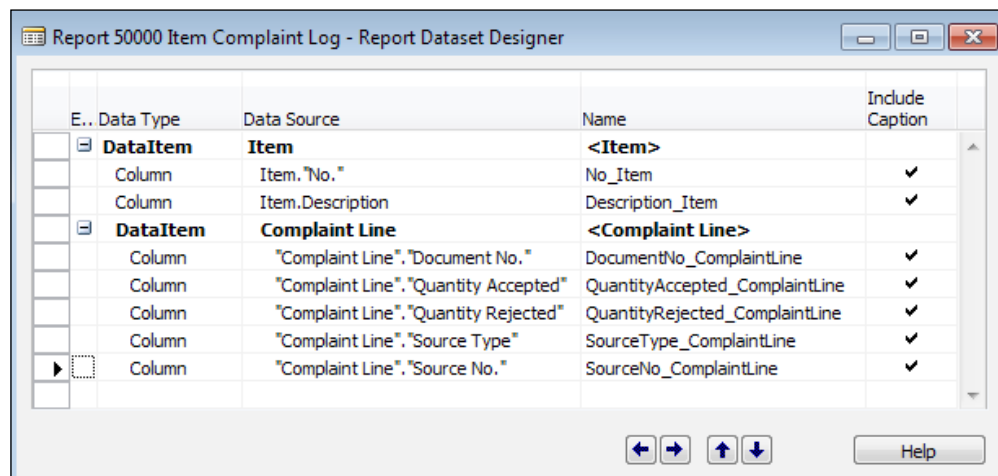 Report 50000 Item Complaint Log - Report Dataset Designer
E.. Data Type Data Source Name Include Caption
DataItem Item <Item>
Column Item."No." No_Item
Column Item.Description Description_Item
DataItem Complaint Line <Complaint Line>
Column "Complaint Line"."Document No." DocumentNo_ComplaintLine
Column "Complaint Line"."Quantity Accepted" QuantityAccepted_ComplaintLine
Column "Complaint Line"."Quantity Rejected" QuantityRejected_ComplaintLine
Column "Complaint Line"."Source Type" SourceType_ComplaintLine
Column "Complaint Line"."Source No." SourceNo_ComplaintLine
Help